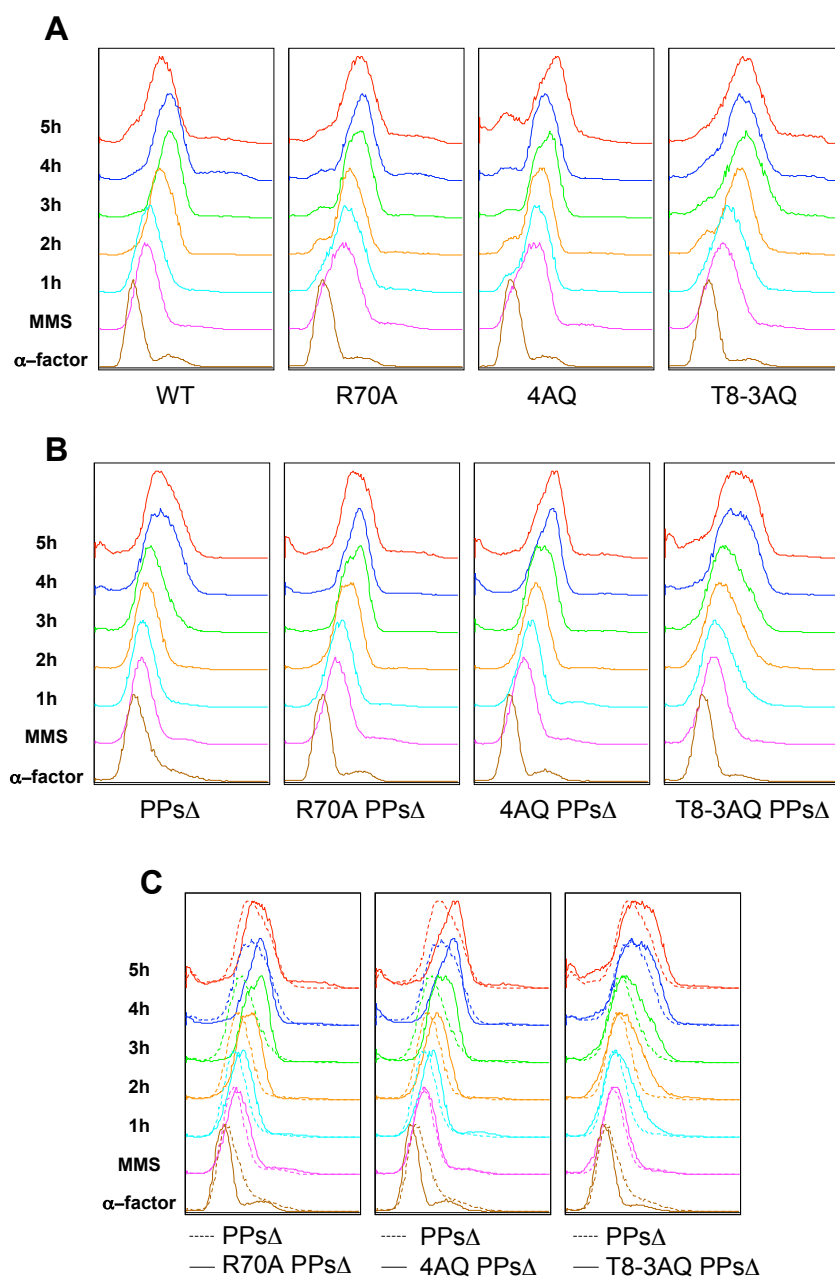 A
5h
4h
3h
2h
1h
MMS
α–factor
WT R70A 4AQ T8-3AQ
B
5h
4h
3h
2h
1h
MMS
α–factor
PPsΔ R70A PPsΔ 4AQ PPsΔ T8-3AQ PPsΔ
C
5h
4h
3h
2h
1h
MMS
α–factor
PPsΔ PPsΔ PPsΔ
R70A PPsΔ 4AQ PPsΔ T8-3AQ PPsΔ